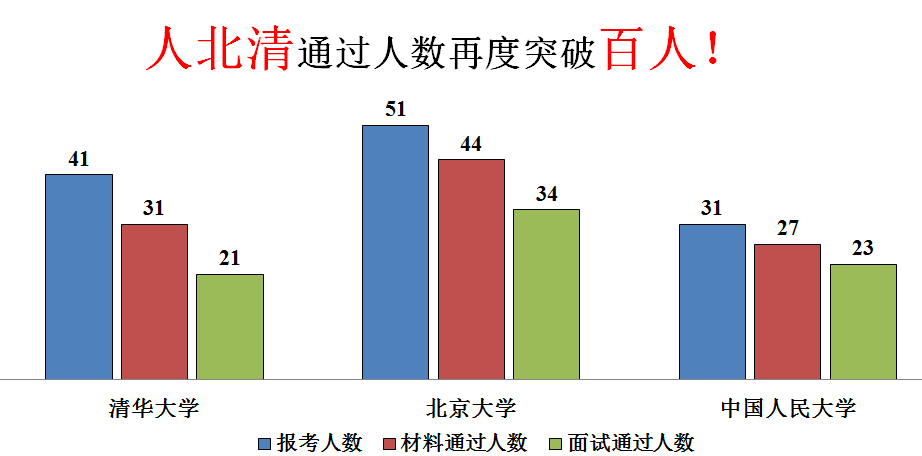 人北清通过人数再度突破百人！
51
44
41
34
31
31
27
23
21
清华大学
北京大学
中国人民大学
报考人数
材料通过人数
面试通过人数